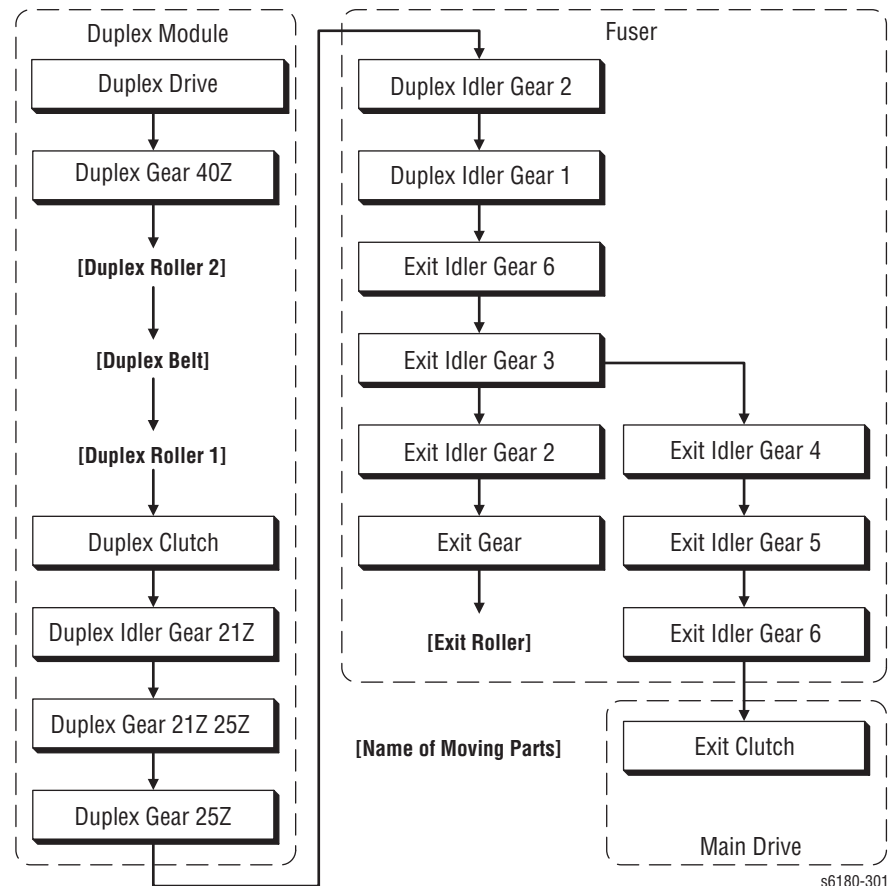 Duplex Module
Duplex Drive
Duplex Gear 40Z
[Duplex Roller 2]
[Duplex Belt]
[Duplex Roller 1]
Duplex Clutch
Duplex Idler Gear 21Z
Duplex Gear 21Z 25Z
Duplex Gear 25Z
Fuser
Duplex Idler Gear 2
Duplex Idler Gear 1
Exit Idler Gear 6
Exit Idler Gear 3
Exit Idler Gear 2
Exit Gear
[Exit Roller]
Exit Idler Gear 4
Exit Idler Gear 5
Exit Idler Gear 6
[Name of Moving Parts]
Exit Clutch
Main Drive
s6180-301